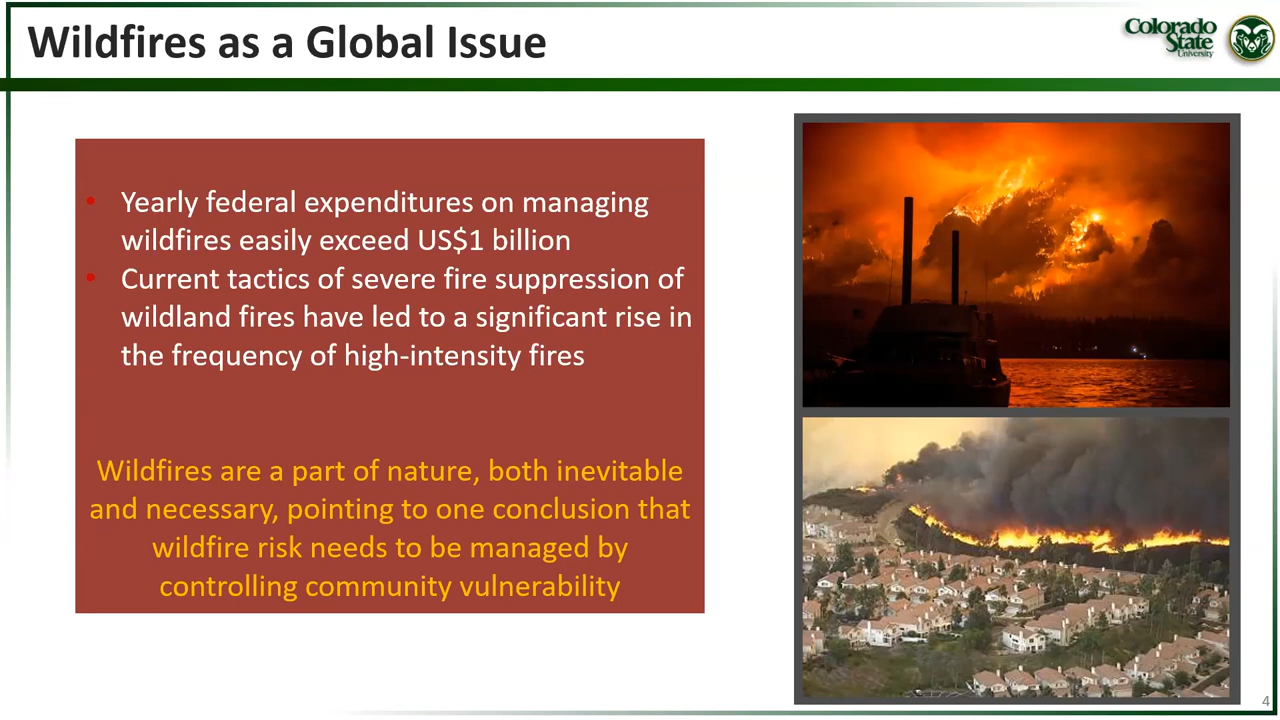 Wildfires as a Global Issue
Colorado
State
University
• Yearly federal expenditures on managing
wildfires easily exceed US$1 billion
• Current tactics of severe fire suppression of
wildland fires have led to a significant rise in
the frequency of high-intensity fires
Wildfires are a part of nature, both inevitable
and necessary, pointing to one conclusion that
wildfire risk needs to be managed by
controlling community vulnerability
4